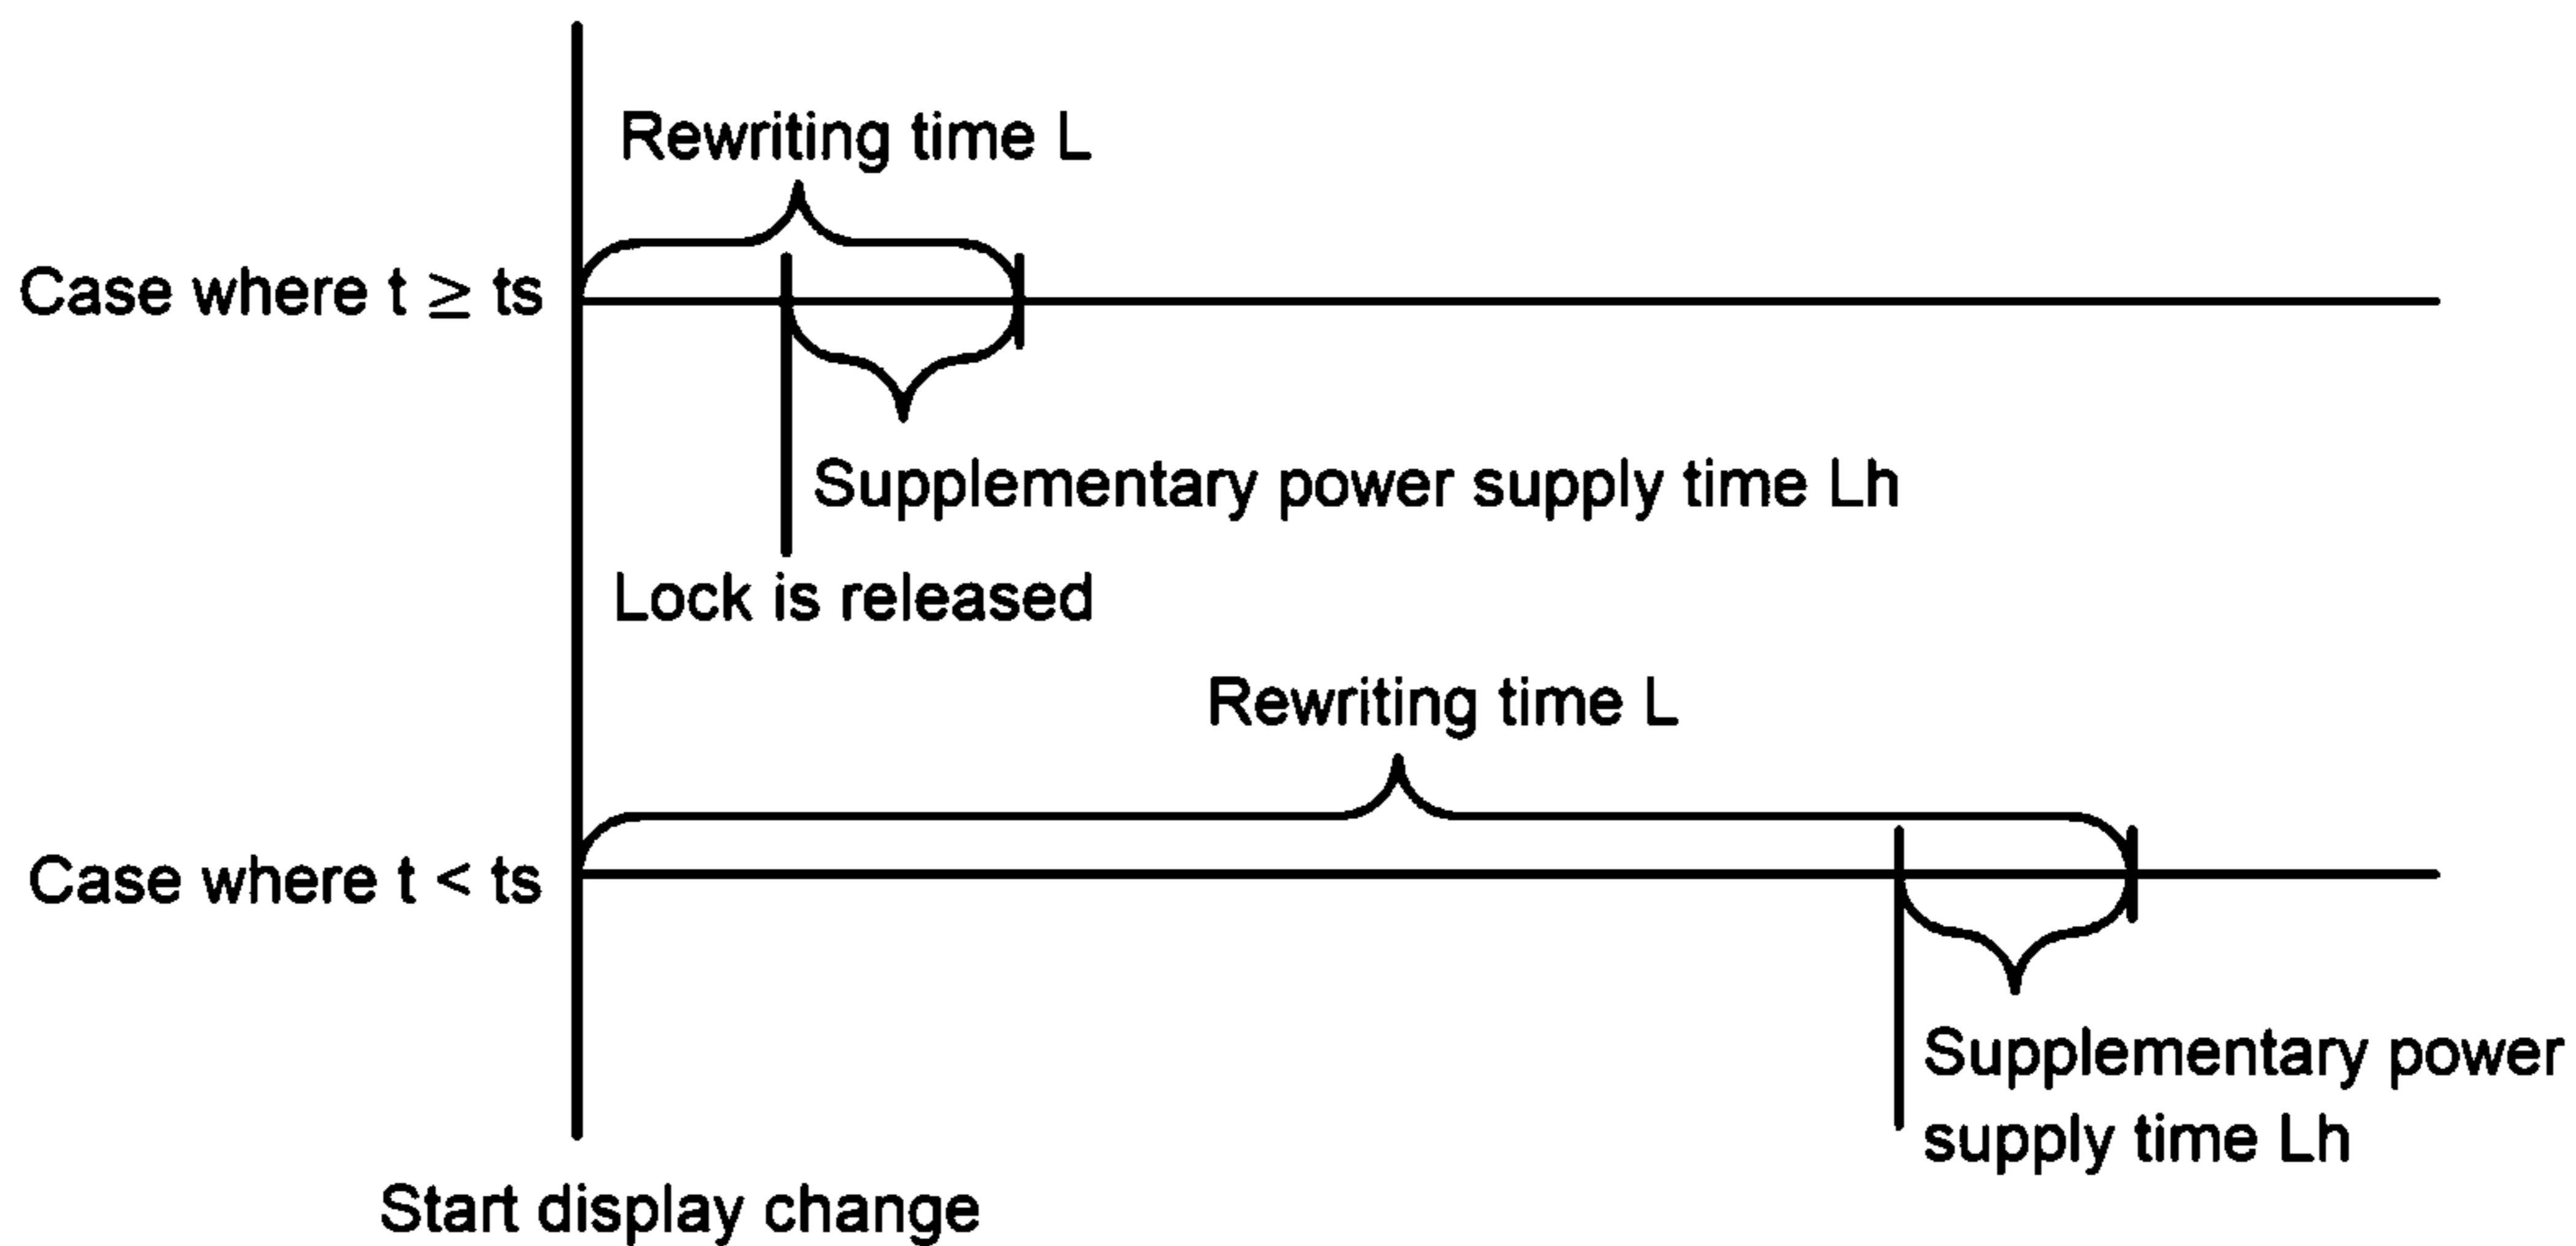 Rewriting time L
Case where t ≥ ts
Supplementary power supply time Lh
Lock is released
Rewriting time L
Case where t < ts
Supplementary power
supply time Lh
Start display change